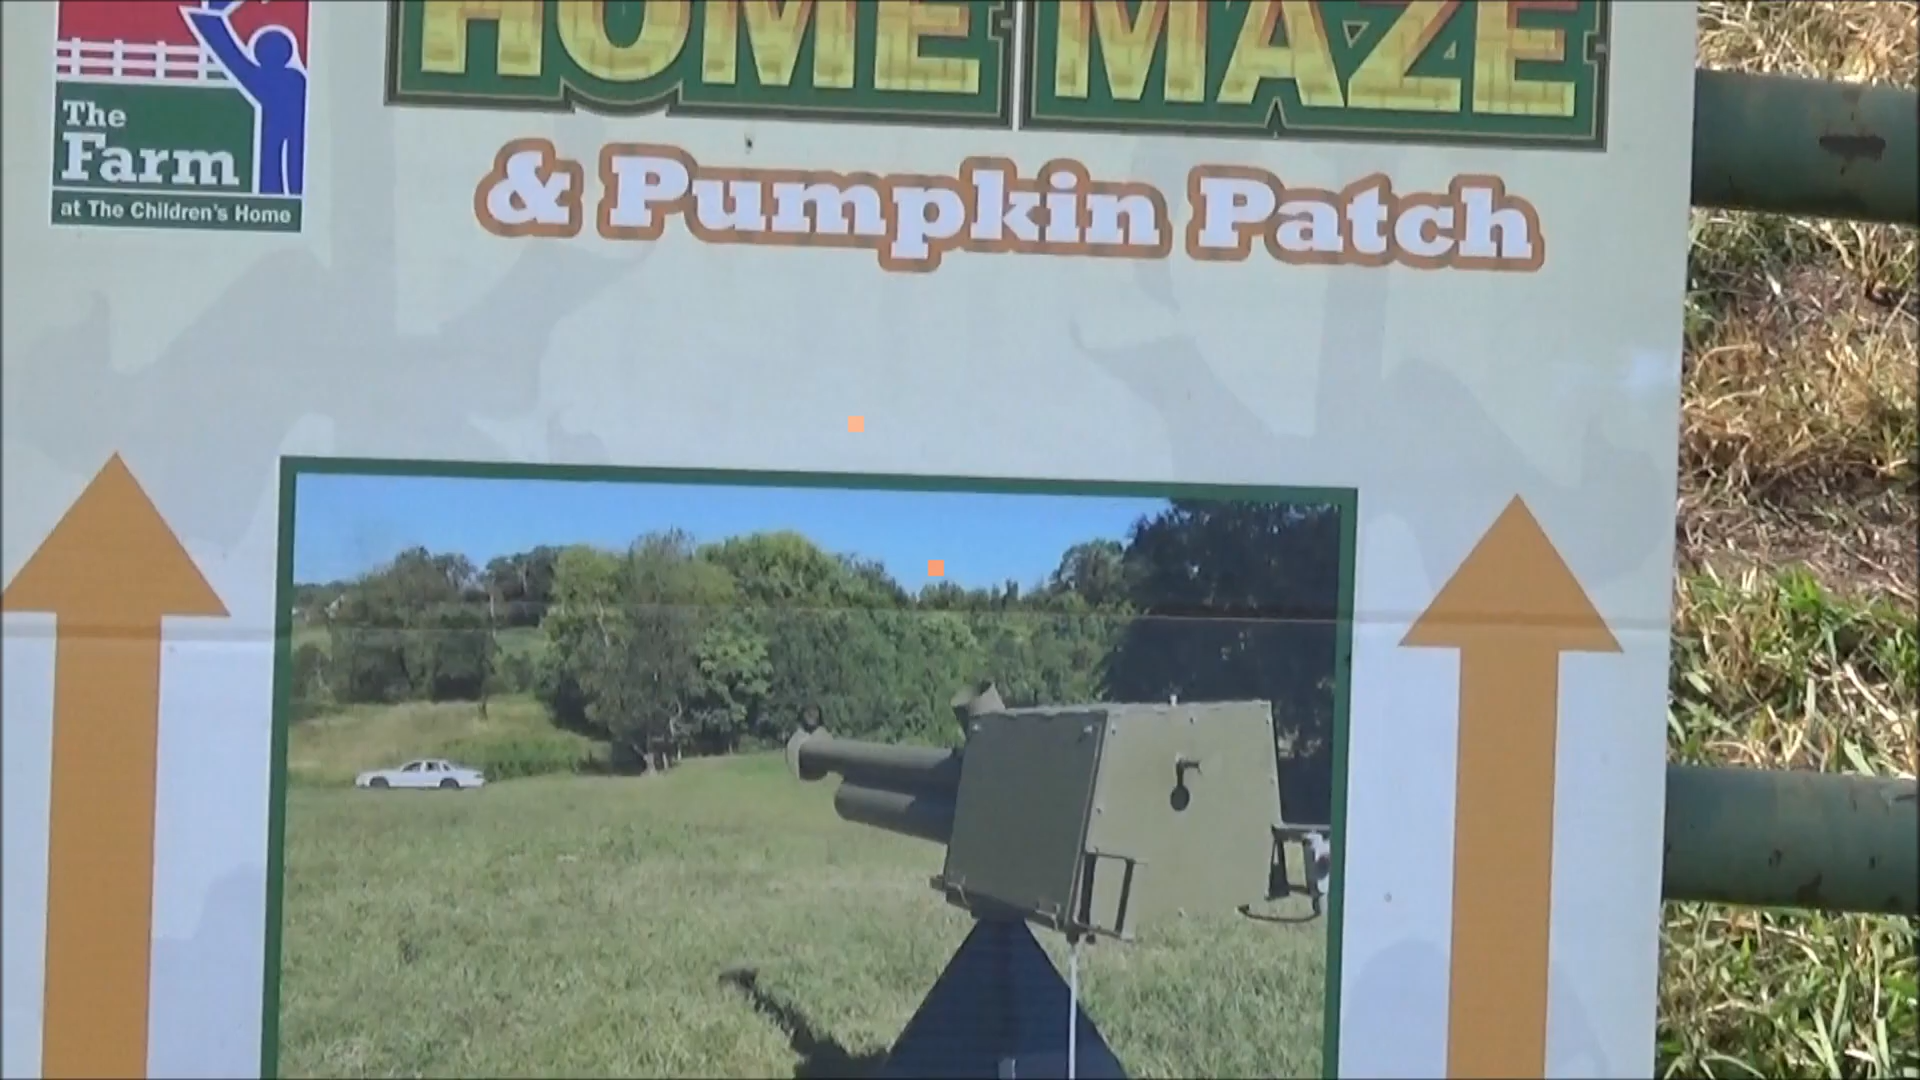 HOME MAZE
& Pumpkin Patch
The
Farm
at The Children's Home